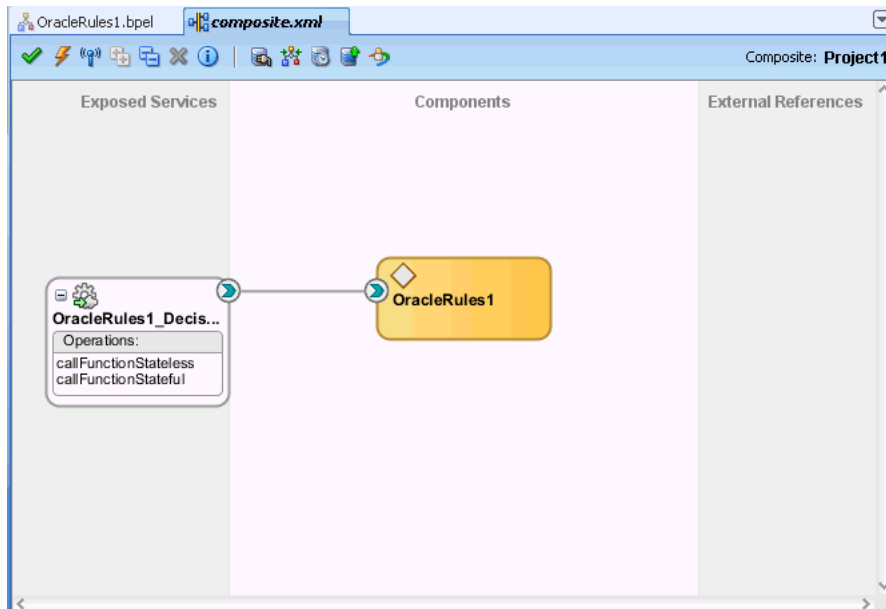 OracleRules1.bpel
composite.xml
Composite: Project1
Exposed Services
Components
External References
OracleRules1_Decis...
Operations:
callFunctionStateless
callFunctionStateful
OracleRules1